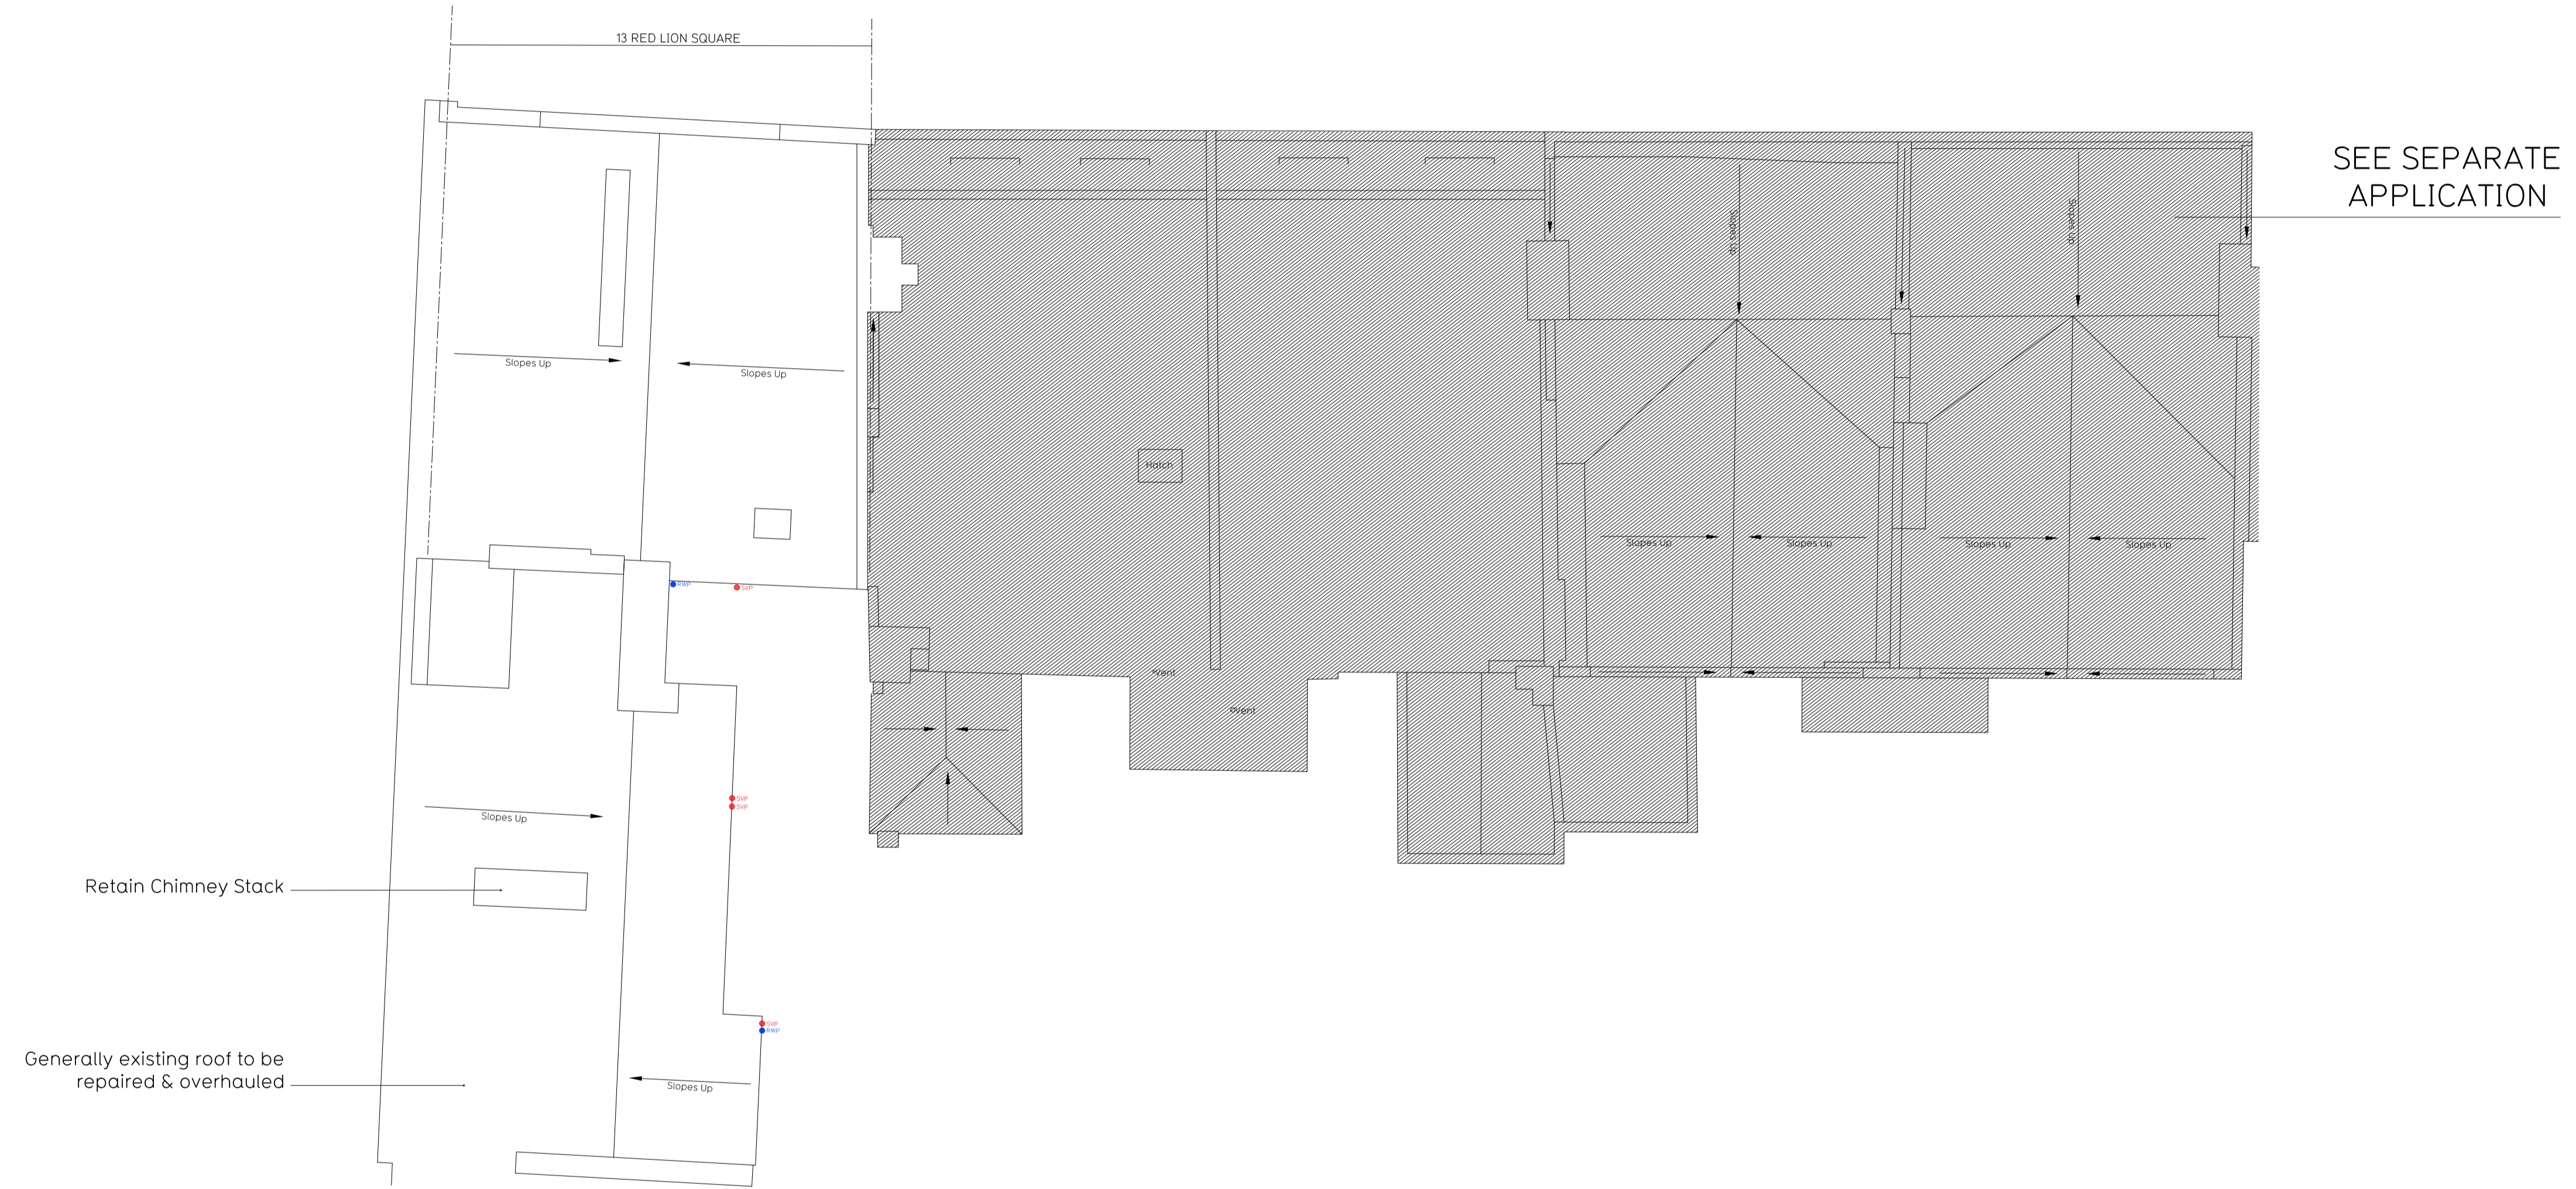 13 RED LION SQUARE
SEE SEPARATE
APPLICATION
Slopes Up
Slopes up
Slopes Up
Slopes Up
Hatch
Slopes Up
Slopes Up
Slopes Up
Slopes Up
RWP
SVP
Vent
Vent
SVP
SVP
Slopes Up
Retain Chimney Stack
SVP
RWP
Generally existing roof to be
repaired & overhauled
Slopes Up